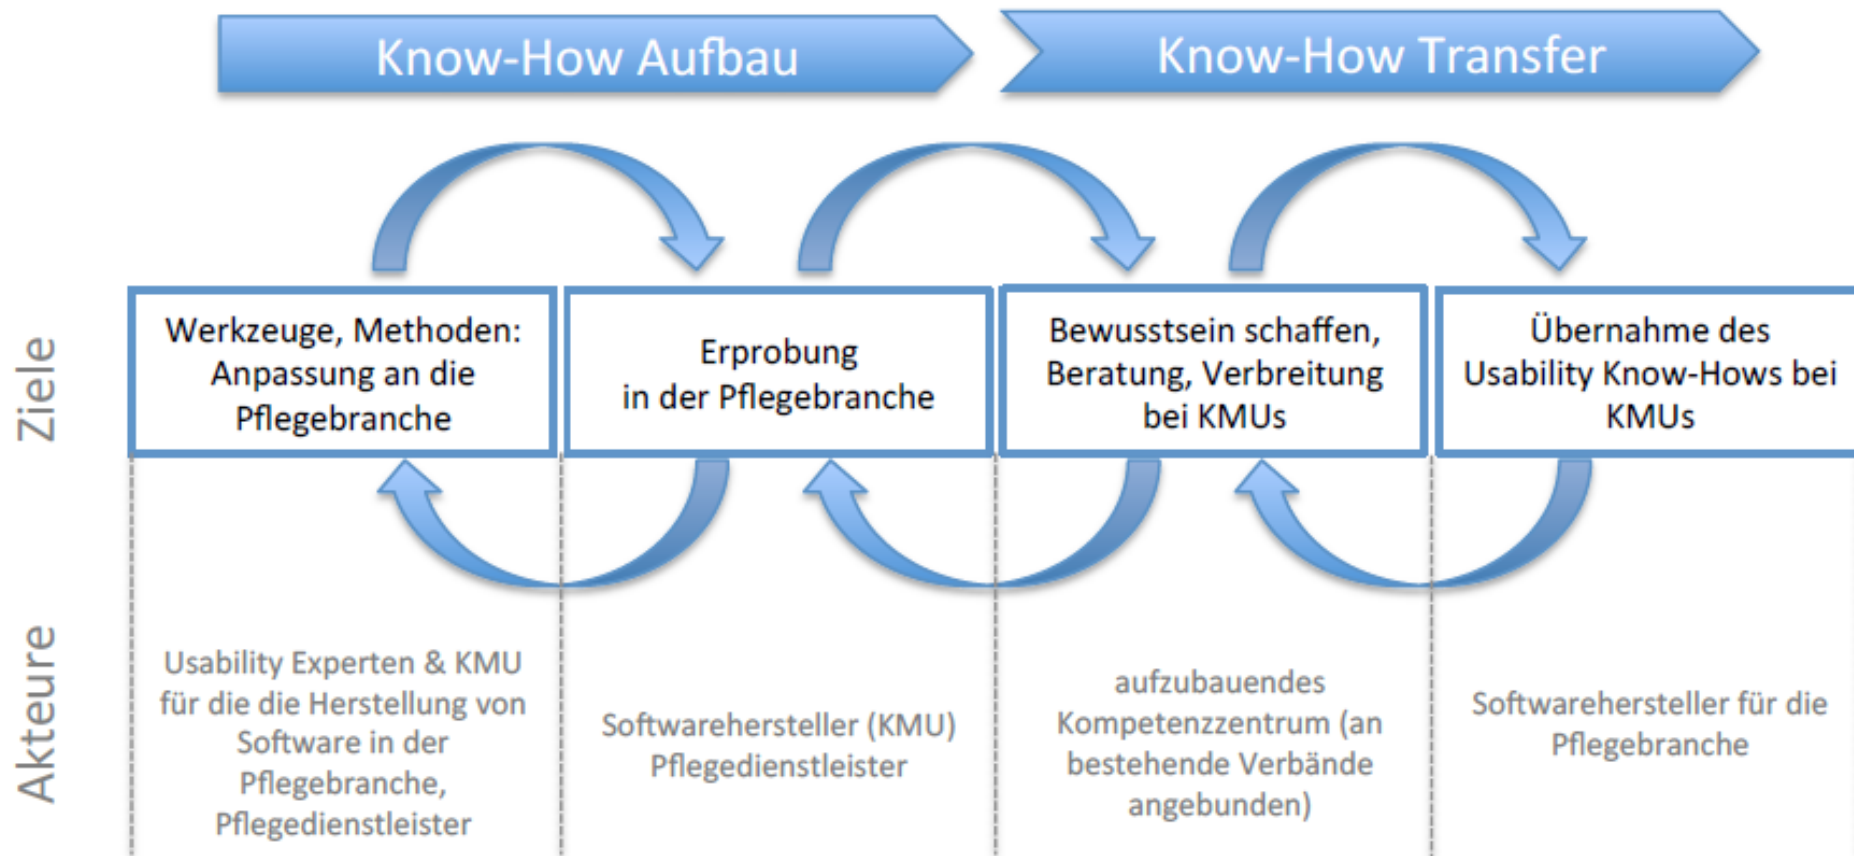 Know-How Aufbau
Know-How Transfer
Ziele
Werkzeuge, Methoden:
Anpassung an die
Pflegebranche
Erprobung
in der Pflegebranche
Bewusstsein schaffen,
Beratung, Verbreitung
bei KMUs
Übernahme des
Usability Know-Hows bei
KMUs
Akteure
Usability Experten & KMU
für die die Herstellung von
Software in der
Pflegebranche,
Pflegedienstleister
Softwarehersteller (KMU)
Pflegedienstleister
aufzubauendes
Kompetenzzentrum (an
bestehende Verbände
angebunden)
Softwarehersteller für die
Pflegebranche